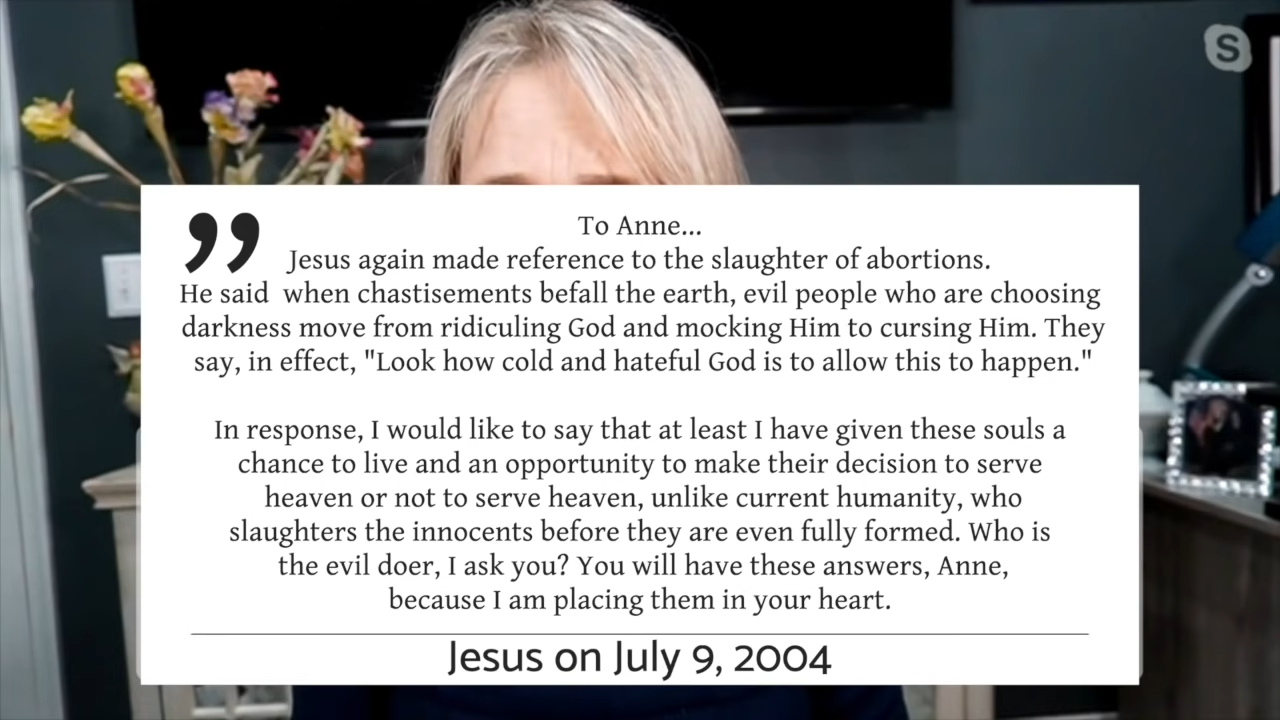 ”
To Anne...
Jesus again made reference to the slaughter of abortions.
He said when chastisements befall the earth, evil people who are choosing
darkness move from ridiculing God and mocking Him to cursing Him. They
say, in effect, "Look how cold and hateful God is to allow this to happen."
In response, I would like to say that at least I have given these souls a
chance to live and an opportunity to make their decision to serve
heaven or not to serve heaven, unlike current humanity, who
slaughters the innocents before they are even fully formed. Who is
the evil doer, I ask you? You will have these answers, Anne,
because I am placing them in your heart.
Jesus on July 9, 2004
S